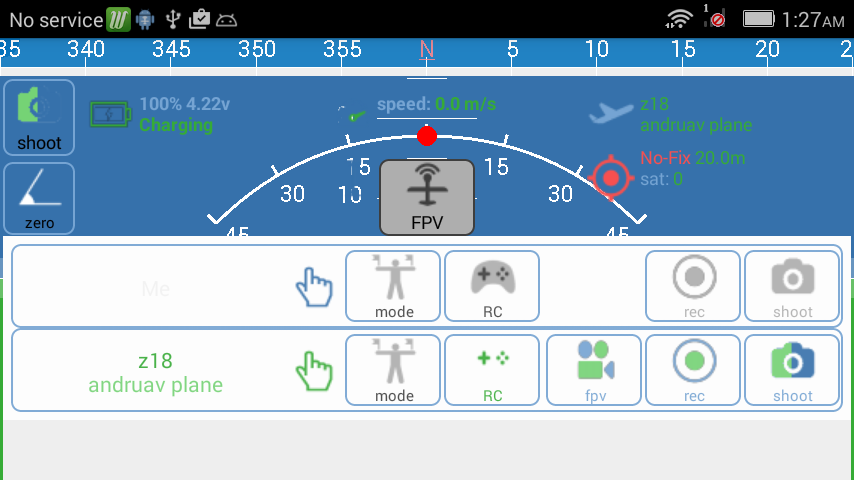 No service 1 1:27AM
35 340 345 350 355 N 5 10 15 20 2
100% 4.22v speed: 0.0 m/s z18
Charging andruav plane
shoot
No-Fix 20.0m
15 15
sat: 0
30 10 30
zero FPV
45 45
Me mode RC rec shoot
z18
andruav plane
mode RC fpv rec shoot